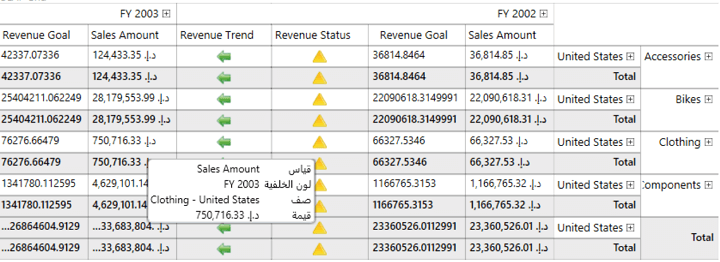 FY 2003 FY 2002
Revenue Goal Sales Amount Revenue Trend Revenue Status Revenue Goal Sales Amount
42337.07336 د.إ. 124,433.35 36814.8464 د.إ. 36,814.85 United States Accessories
42337.07336 د.إ. 124,433.35 36814.8464 د.إ. 36,814.85 Total
25404211.062249 د.إ. 28,179,553.99 22090618.3149991 د.إ. 22,090,618.31 United States Bikes
25404211.062249 د.إ. 28,179,553.99 22090618.3149991 د.إ. 22,090,618.31 Total
76276.66479 د.إ. 750,716.33 66327.5346 د.إ. 66,327.53 United States Clothing
76276.66479 د.إ. 750,716.33 66327.5346 د.إ. 66,327.53 Total
1341780.112595 4,629,101.14 1166765.3153 د.إ. 1,166,765.32 United States Components
1341780.112595 4,629,101.14 1166765.3153 د.إ. 1,166,765.32 Total
...26864604.9129 ...33,683,804. د.إ. 23360526.0112991 د.إ. 23,360,526.01 United States Total
...26864604.9129 ...33,683,804. د.إ. 23360526.0112991 د.إ. 23,360,526.01 Total
قياس Sales Amount
لون الخلفية FY 2003
صف Clothing - United States
قيمة د.إ. 750,716.33